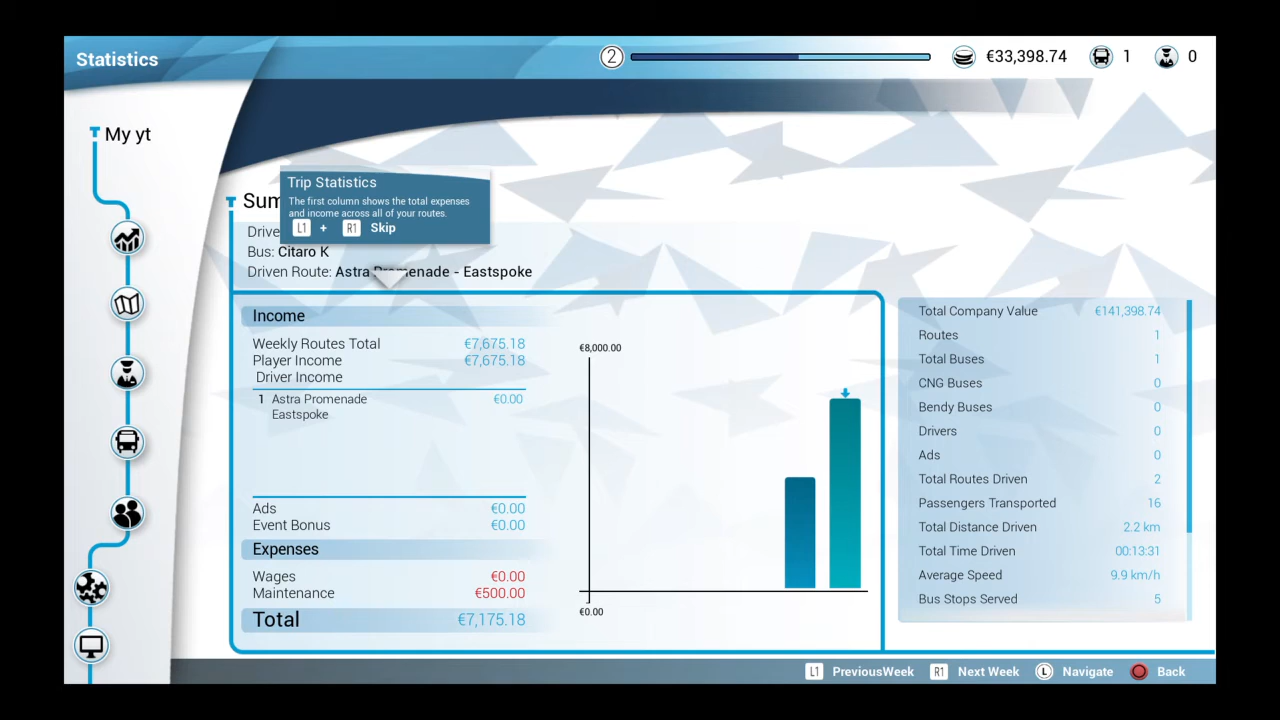 Statistics
2
€33,398.74
1
0
My yt
Trip Statistics
The first column shows the total expenses
and income across all of your routes.
L1 + R1 Skip
Bus: Citaro K
Driven Route: Astra Promenade - Eastspoke
Income
Weekly Routes Total €7,675.18
Player Income €7,675.18
Driver Income
1 Astra Promenade €0.00
Eastspoke
Ads €0.00
Event Bonus €0.00
Expenses
Wages €0.00
Maintenance €500.00
Total €7,175.18
€8,000.00
€0.00
Total Company Value €141,398.74
Routes 1
Total Buses 1
CNG Buses 0
Bendy Buses 0
Drivers 0
Ads 0
Total Routes Driven 2
Passengers Transported 16
Total Distance Driven 2.2 km
Total Time Driven 00:13:31
Average Speed 9.9 km/h
Bus Stops Served 5
L1 PreviousWeek R1 Next Week L Navigate Back